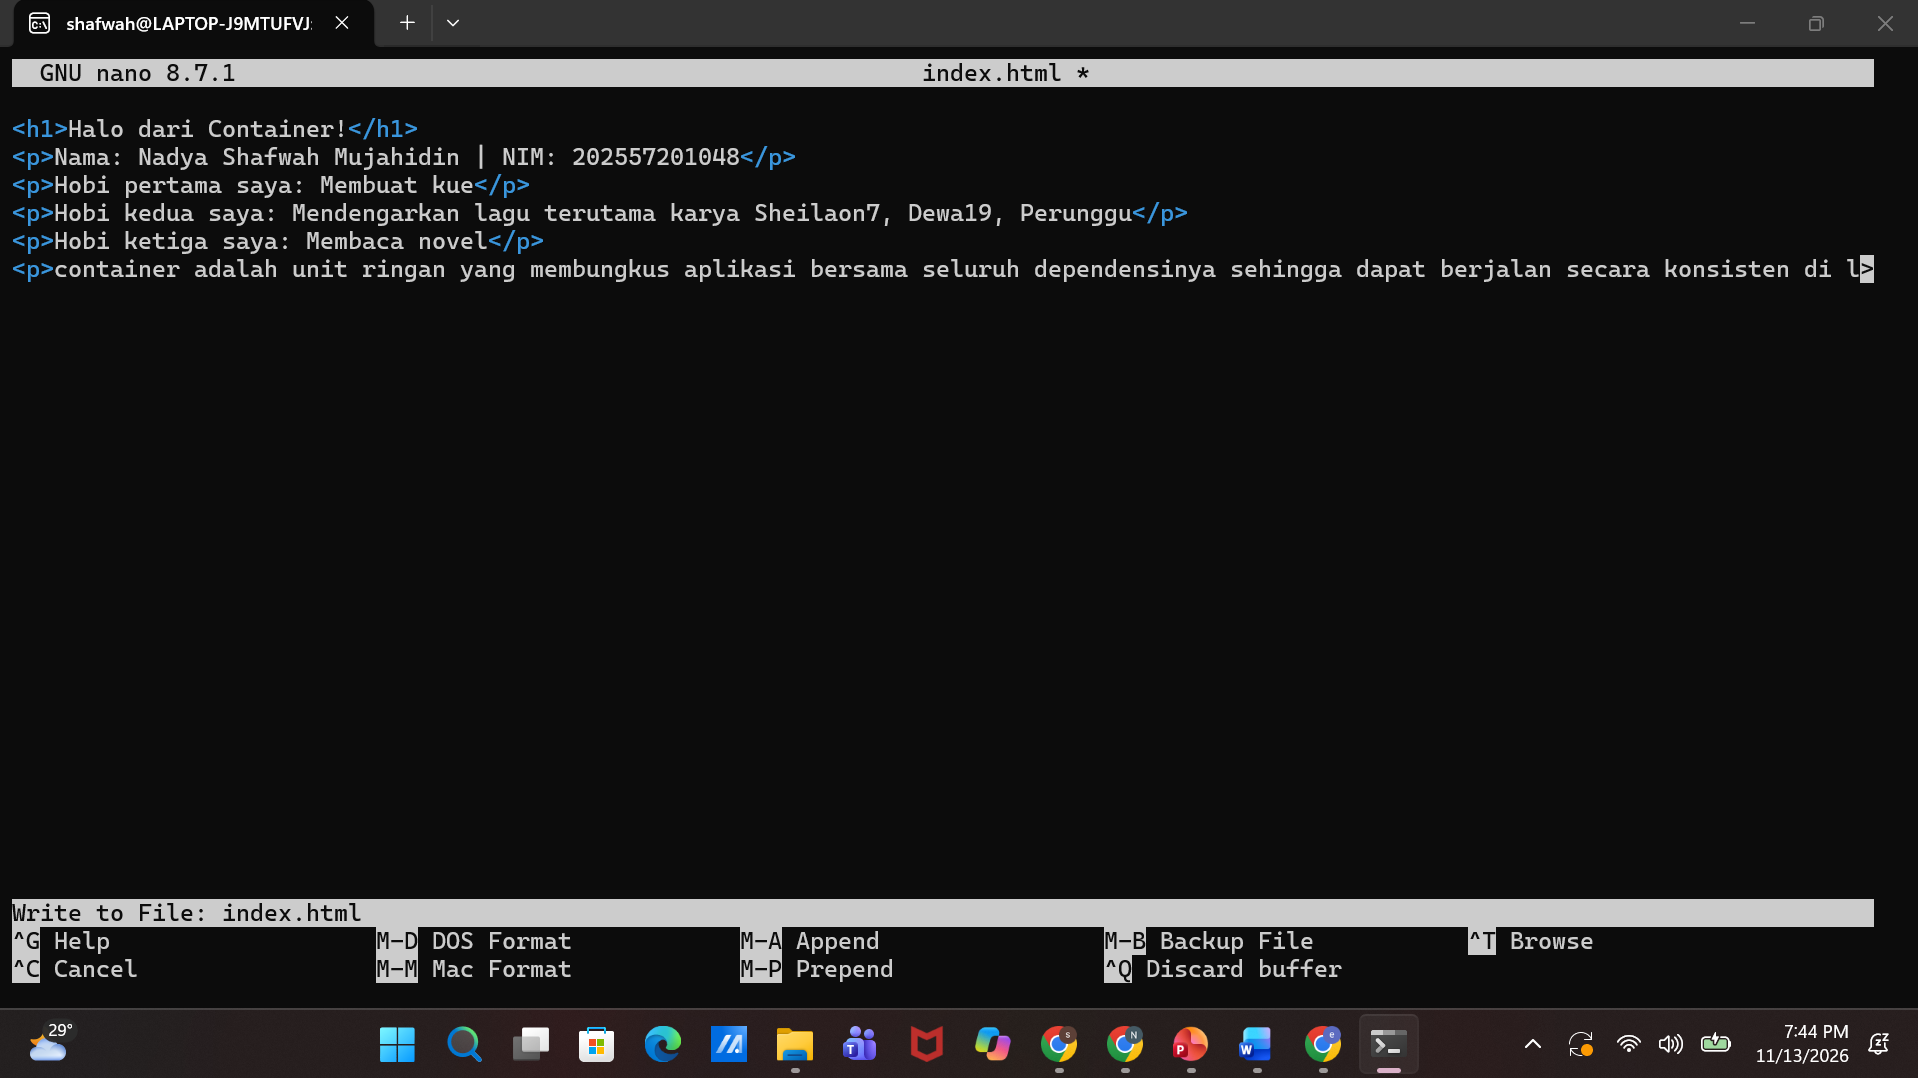 shafwah@LAPTOP-J9MTUFVJ:
GNU nano 8.7.1 index.html *
<h1>Halo dari Container!</h1>
<p>Nama: Nadya Shafwah Mujahidin | NIM: 202557201048</p>
<p>Hobi pertama saya: Membuat kue</p>
<p>Hobi kedua saya: Mendengarkan lagu terutama karya Sheilaon7, Dewa19, Perunggu</p>
<p>Hobi ketiga saya: Membaca novel</p>
<p>container adalah unit ringan yang membungkus aplikasi bersama seluruh dependensinya sehingga dapat berjalan secara konsisten di l>
Write to File: index.html
^G Help M-D DOS Format M-A Append M-B Backup File ^T Browse
^C Cancel M-M Mac Format M-P Prepend ^Q Discard buffer
29°
7:44 PM
11/13/2026